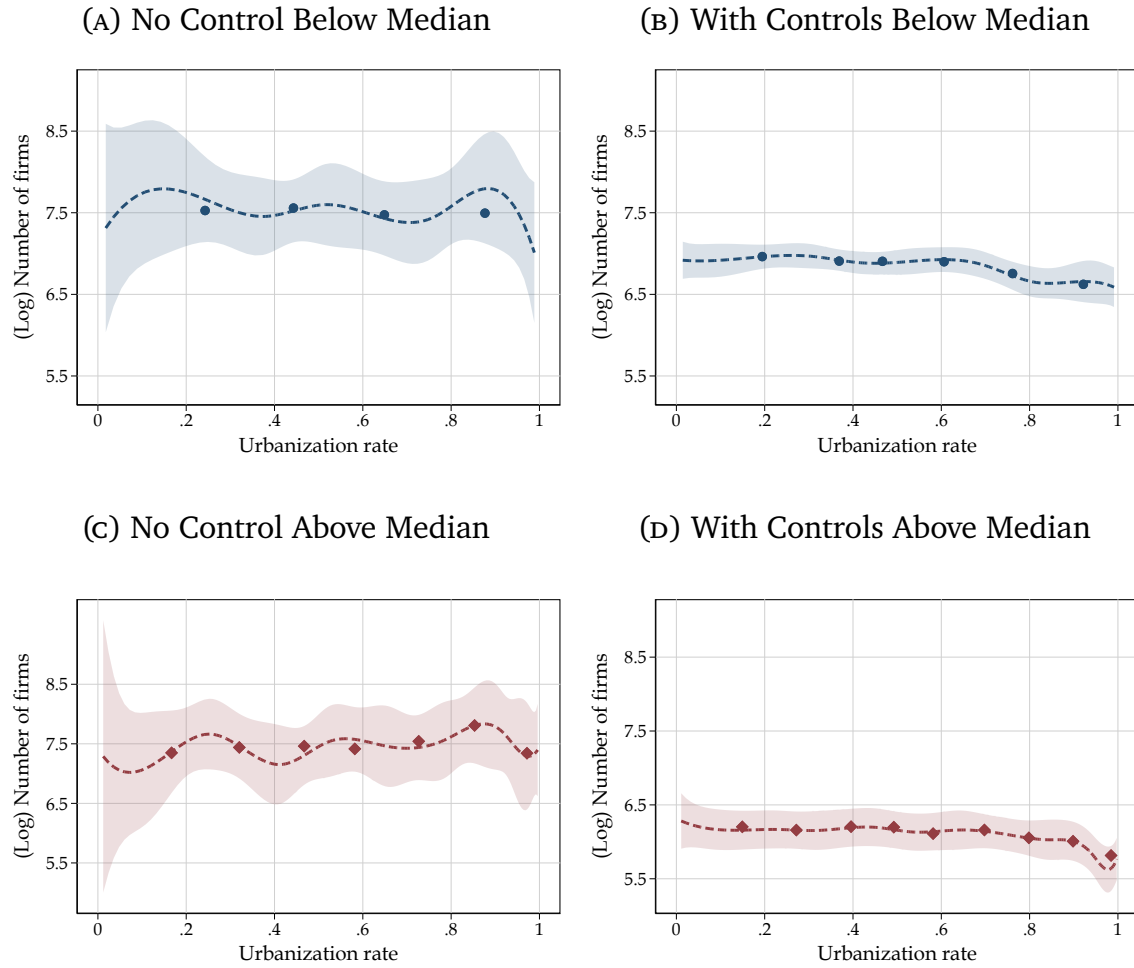 (A) No Control Below Median
(Log) Number of firms
8.5
7.5
6.5
5.5
0 .2 .4 .6 .8 1
Urbanization rate
(B) With Controls Below Median
(Log) Number of firms
8.5
7.5
6.5
5.5
0 .2 .4 .6 .8 1
Urbanization rate
(C) No Control Above Median
(Log) Number of firms
8.5
7.5
6.5
5.5
0 .2 .4 .6 .8 1
Urbanization rate
(D) With Controls Above Median
(Log) Number of firms
8.5
7.5
6.5
5.5
0 .2 .4 .6 .8 1
Urbanization rate